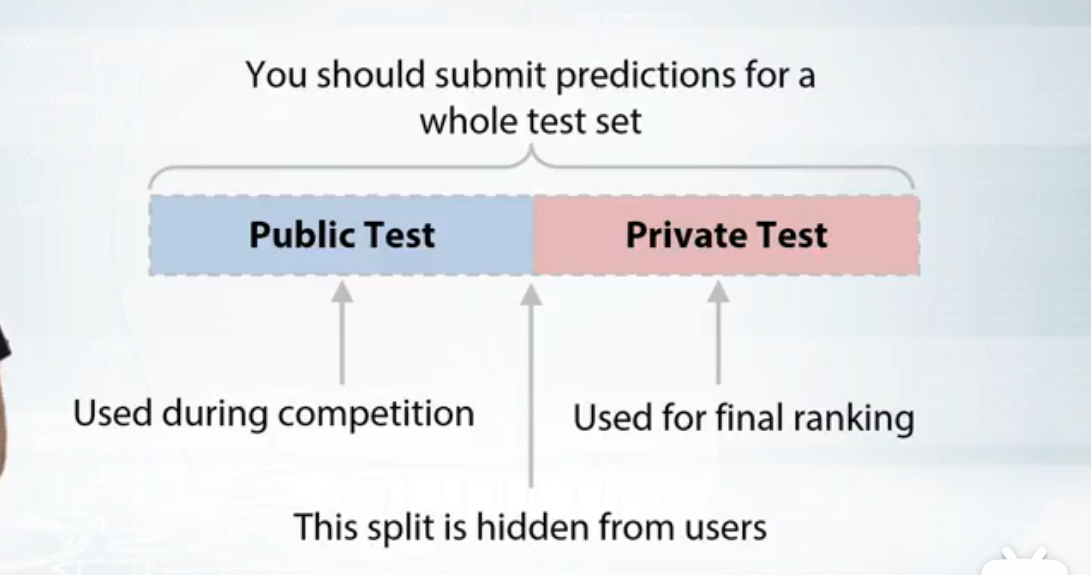 You should submit predictions for a
whole test set
Public Test
Private Test
Used during competition
Used for final ranking
This split is hidden from users